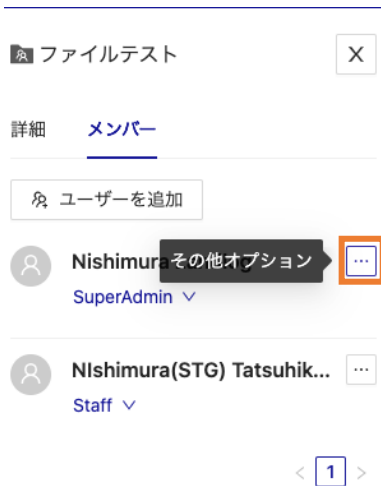 ファイルテスト
X
詳細 メンバー
ユーザーを追加
Nishimura
その他オプション
...
SuperAdmin
NIshimura(STG) Tatsuhik...
...
Staff
< 1 >